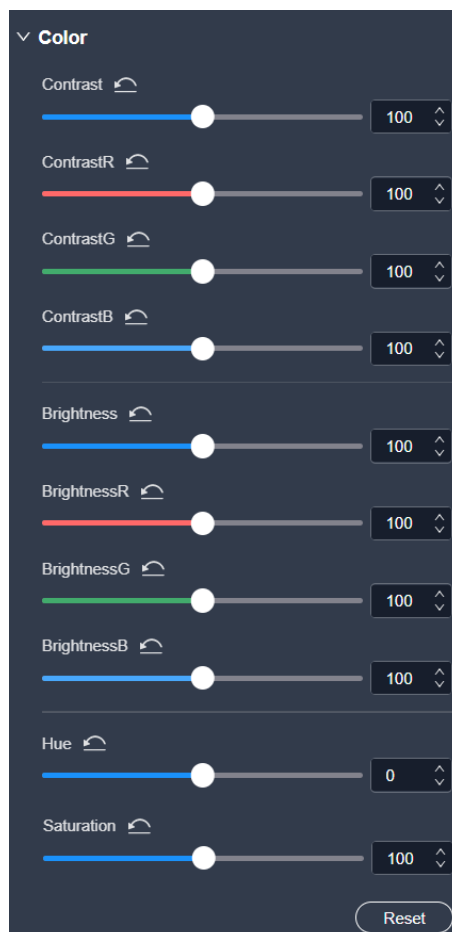 Color
Contrast
100
ContrastR
100
ContrastG
100
ContrastB
100
Brightness
100
BrightnessR
100
BrightnessG
100
BrightnessB
100
Hue
0
Saturation
100
Reset